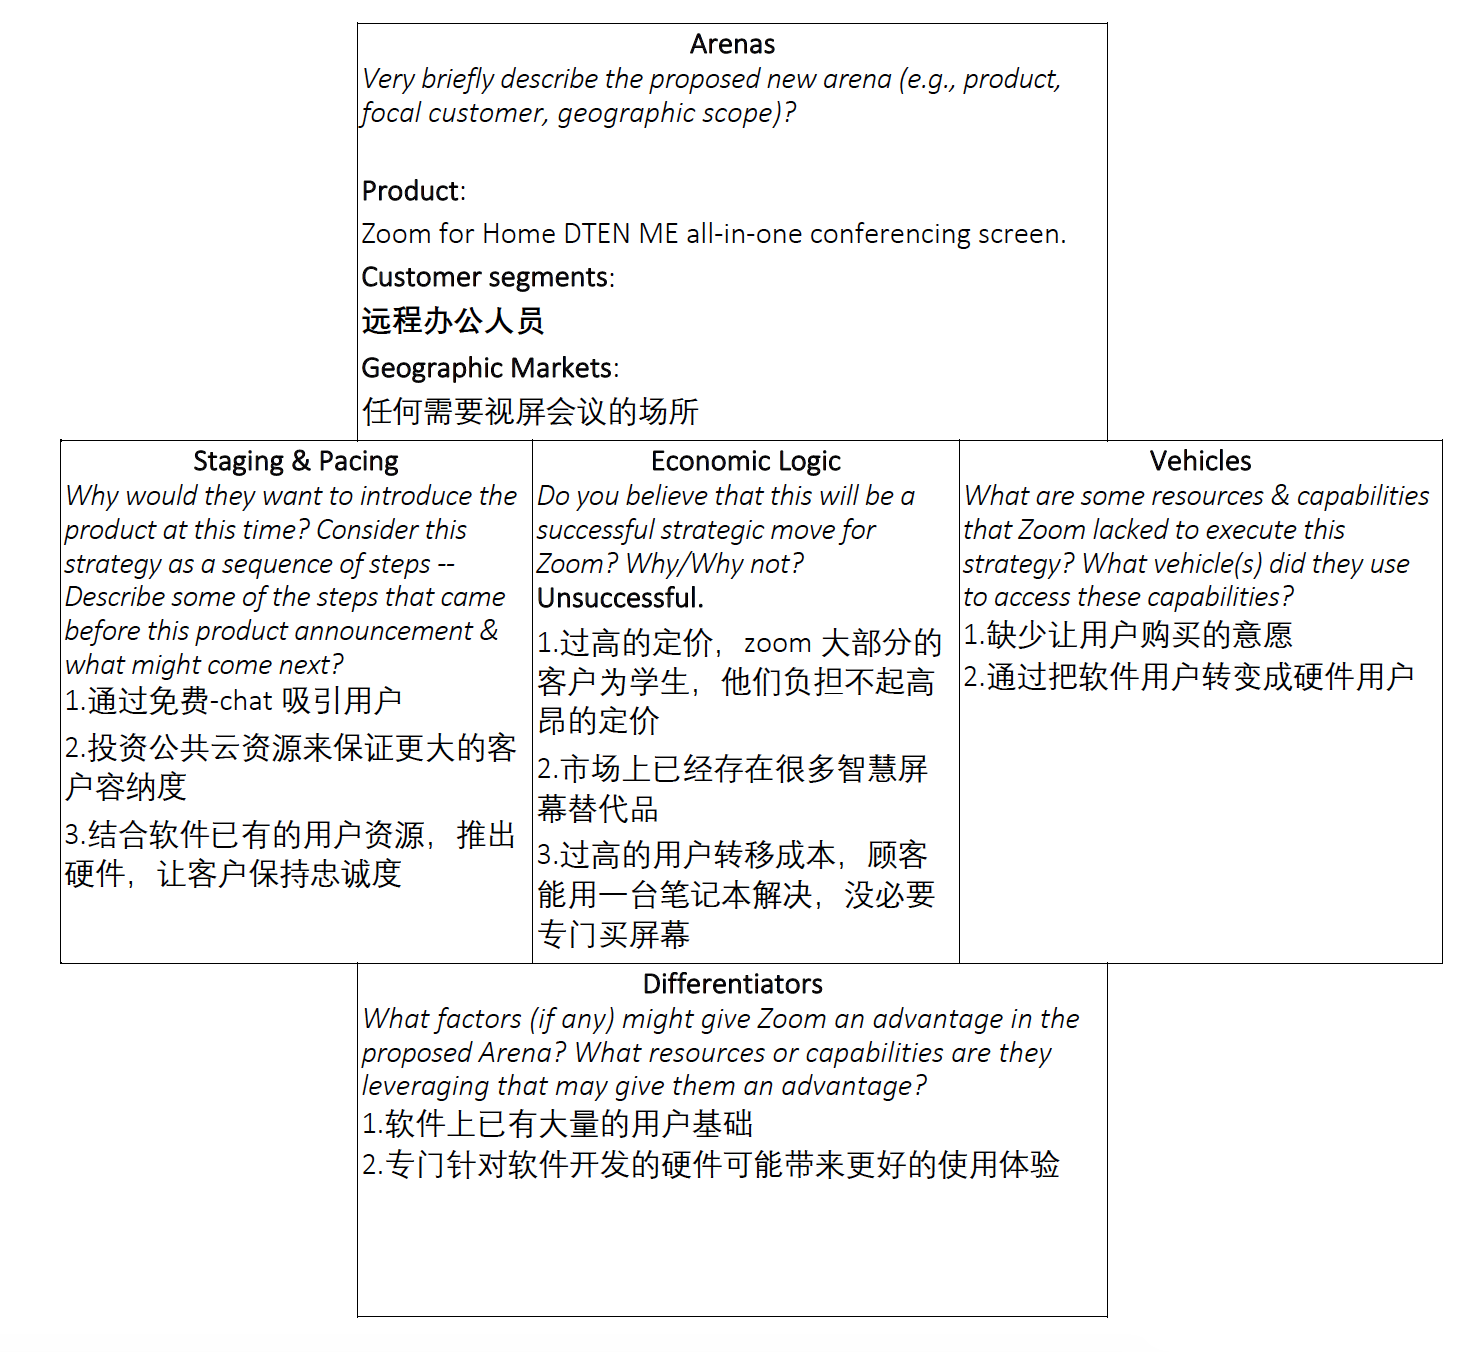 Arenas
Very briefly describe the proposed new arena (e.g., product,
focal customer, geographic scope)?
Product:
Zoom for Home DTEN ME all-in-one conferencing screen.
Customer segments:
远程办公人员
Geographic Markets:
任何需要视屏会议的场所
Staging & Pacing
Why would they want to introduce the
product at this time? Consider this
strategy as a sequence of steps --
Describe some of the steps that came
before this product announcement &
what might come next?
1.通过免费-chat 吸引用户
2.投资公共云资源来保证更大的客
户容纳度
3.结合软件已有的用户资源，推出
硬件，让客户保持忠诚度
Economic Logic
Do you believe that this will be a
successful strategic move for
Zoom? Why/Why not?
Unsuccessful.
1.过高的定价，zoom 大部分的
客户为学生，他们负担不起高
昂的定价
2.市场上已经存在很多智慧屏
幕替代品
3.过高的用户转移成本，顾客
能用一台笔记本解决，没必要
专门买屏幕
Vehicles
What are some resources & capabilities
that Zoom lacked to execute this
strategy? What vehicle(s) did they use
to access these capabilities?
1.缺少让用户购买的意愿
2.通过把软件用户转变成硬件用户
Differentiators
What factors (if any) might give Zoom an advantage in the
proposed Arena? What resources or capabilities are they
leveraging that may give them an advantage?
1.软件上已有大量的用户基础
2.专门针对软件开发的硬件可能带来更好的使用体验